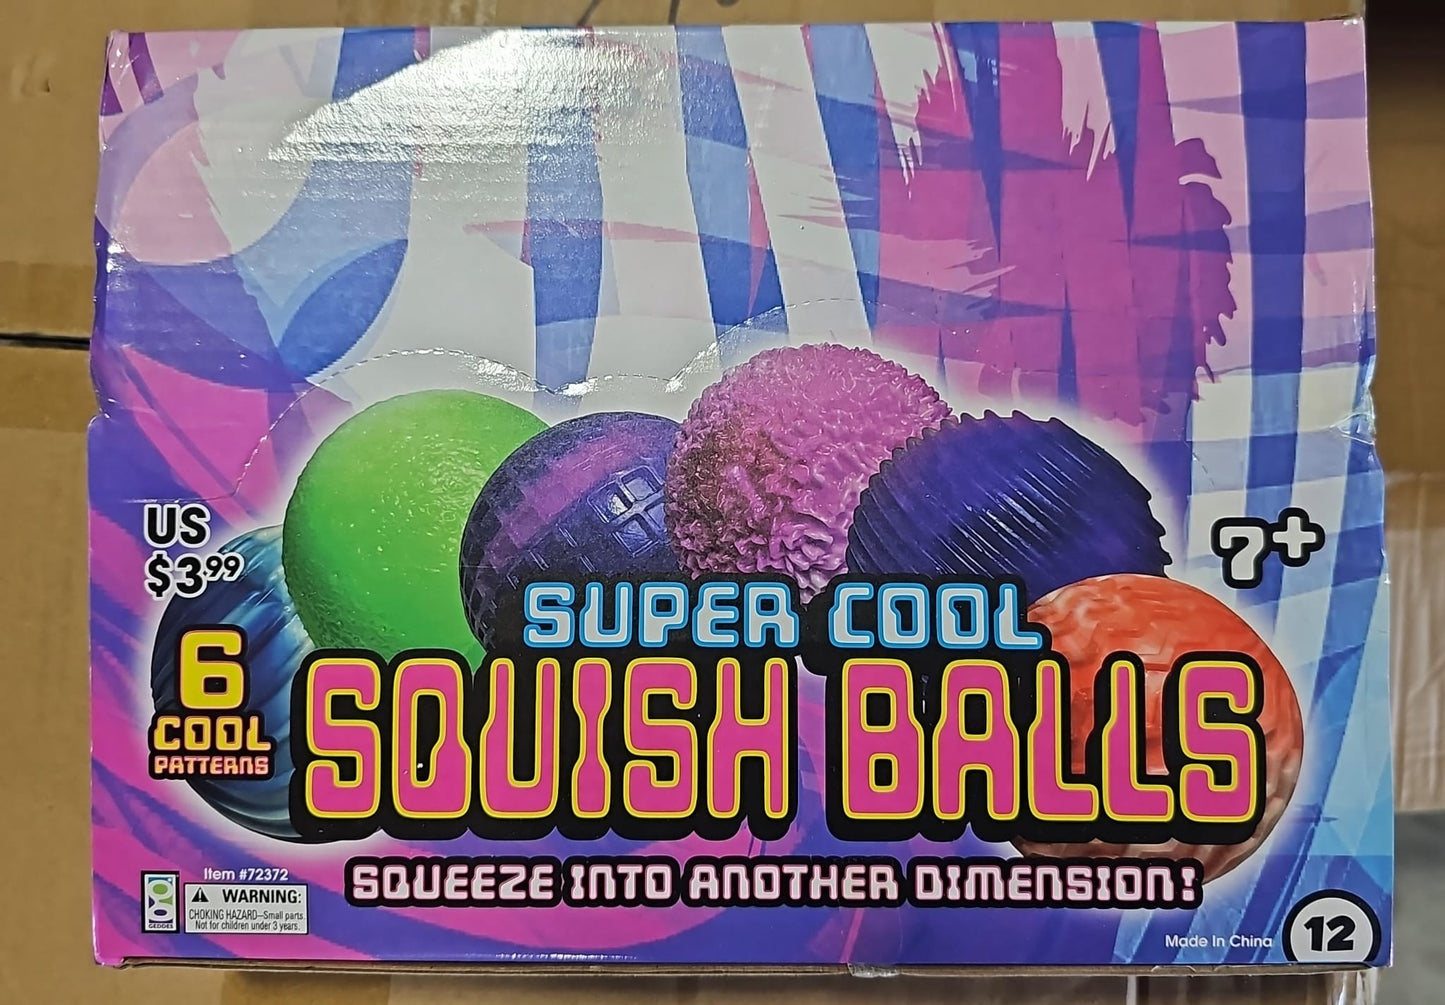 US
$3.99
7+
6
COOL
PATTERNS
SUPER COOL
SQUISH BALLS
SQUEEZE INTO ANOTHER DIMENSION!
Item #72372
GEDDES
WARNING:
CHOKING HAZARD—Small parts.
Not for children under 3 years.
Made In China
12